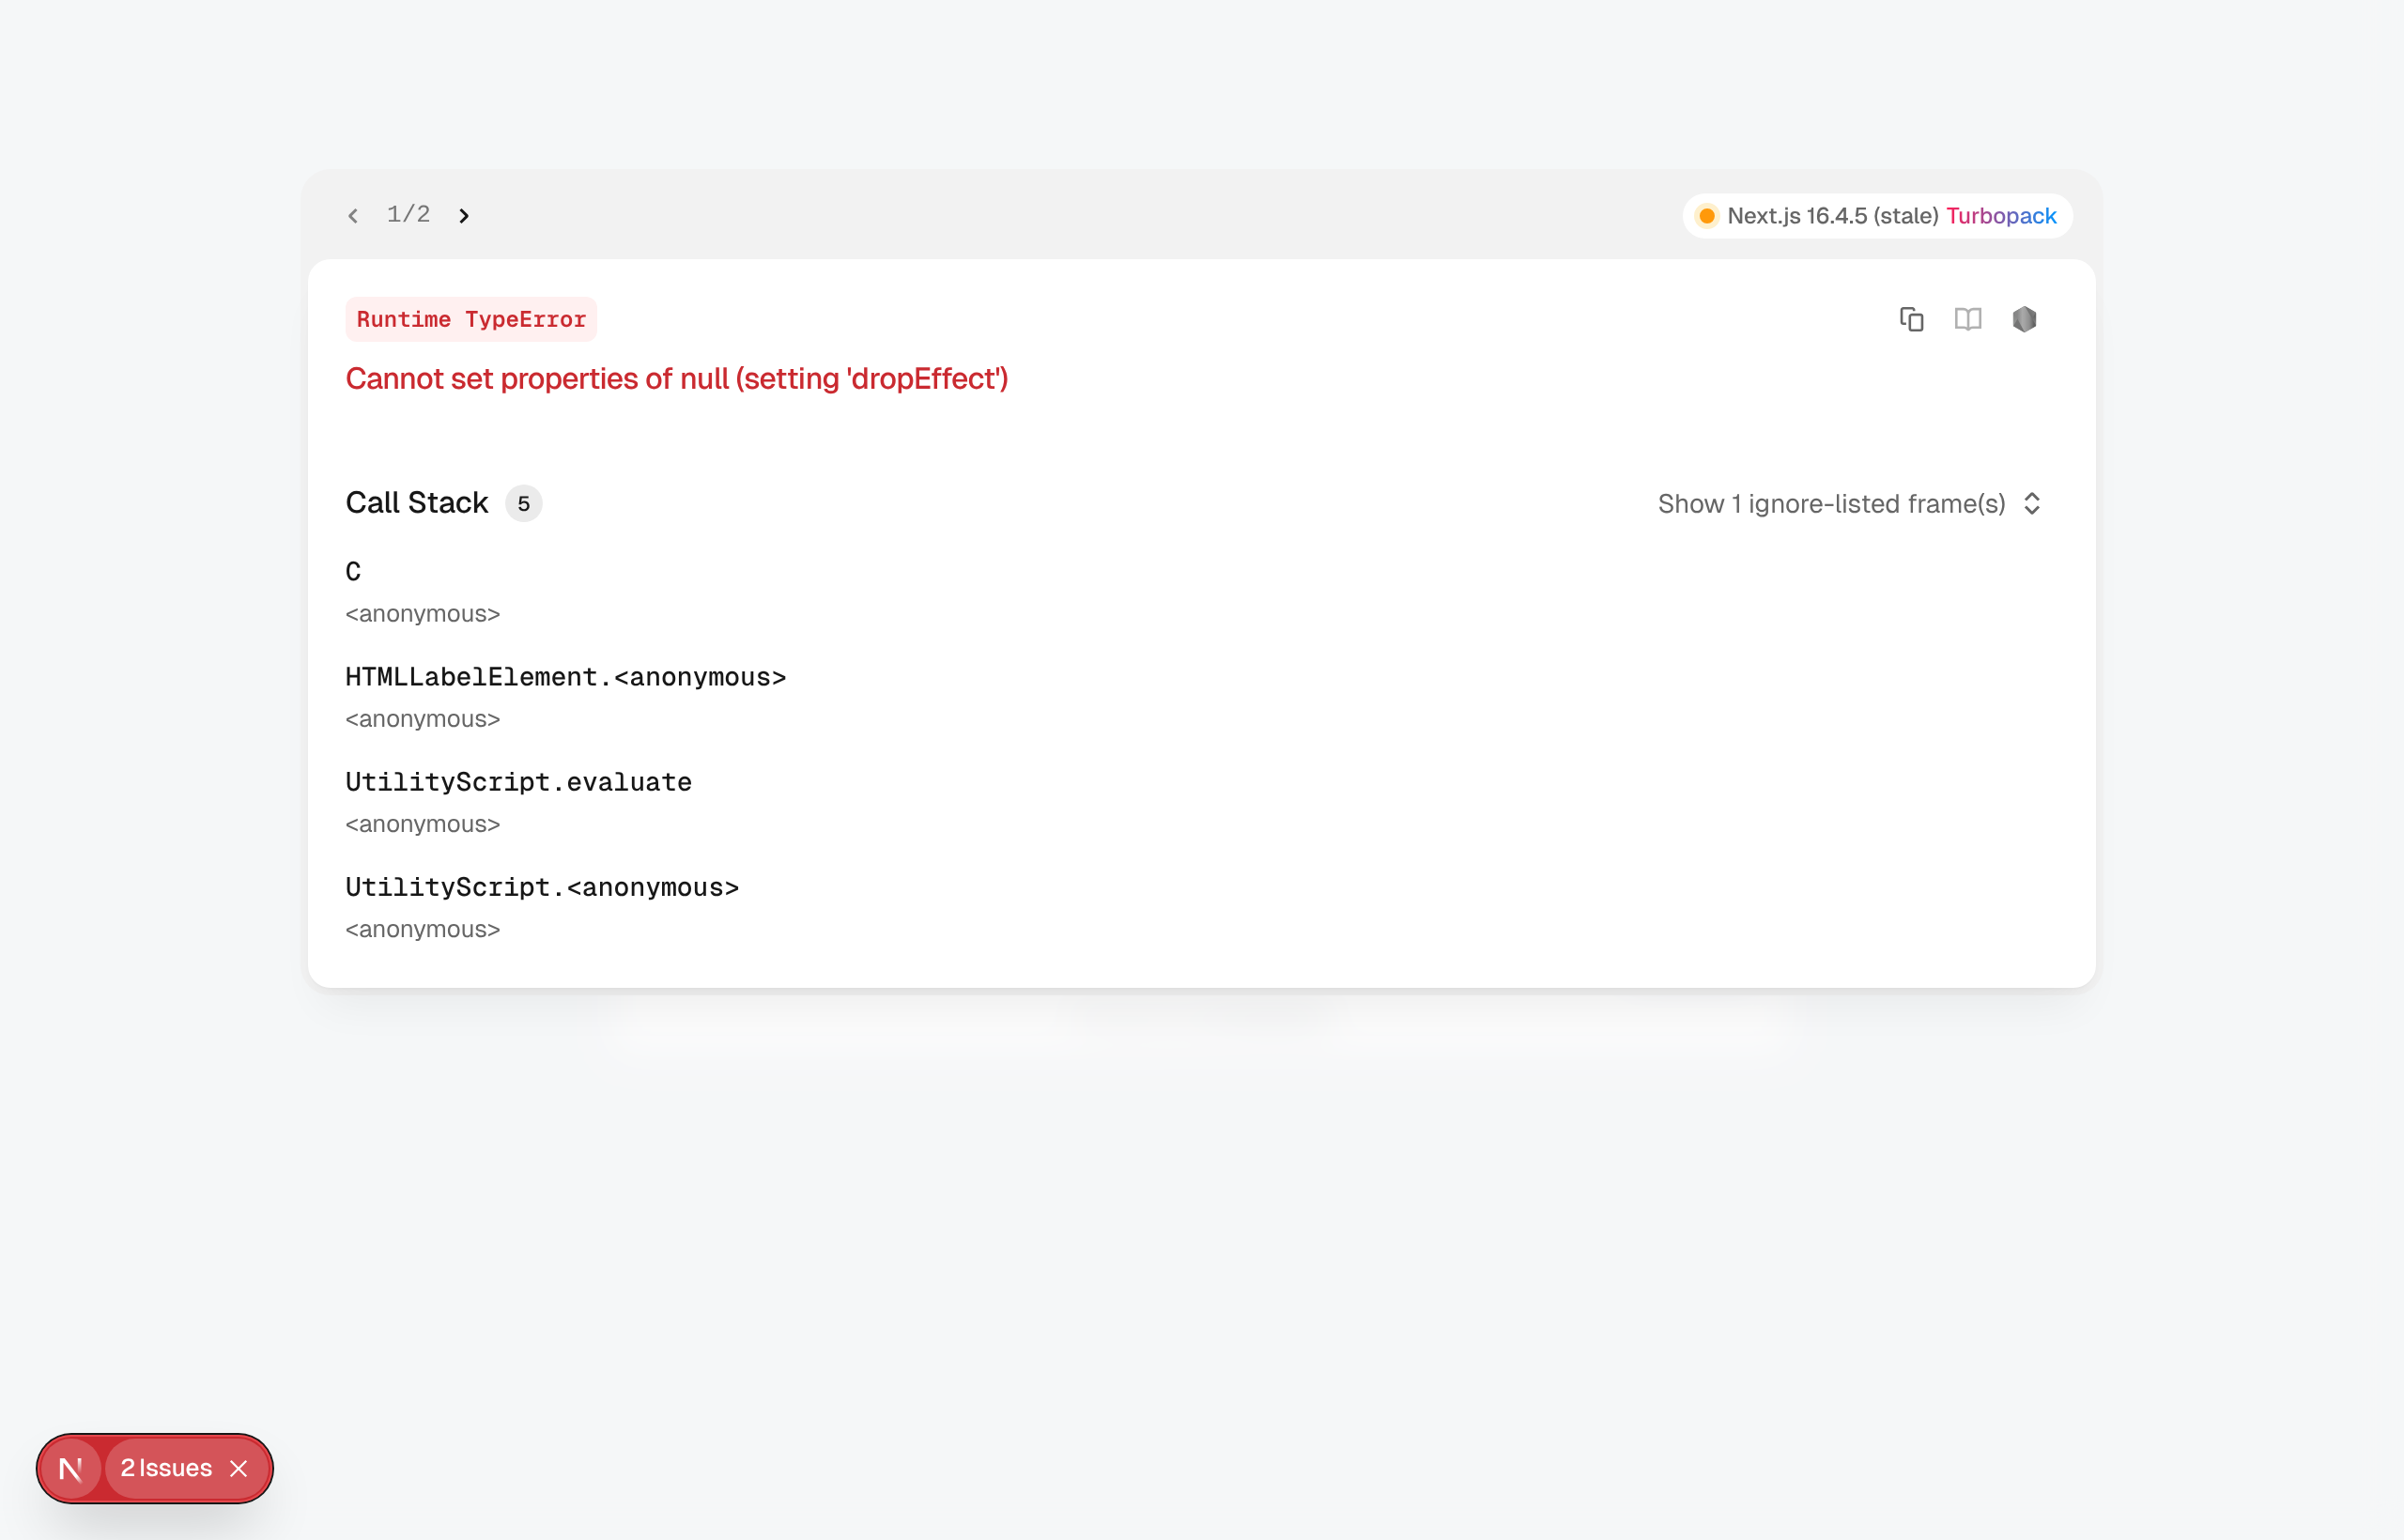 1/2
Next.js 16.4.5 (stale) Turbopack
Runtime TypeError
Cannot set properties of null (setting 'dropEffect')
Call Stack 5
Show 1 ignore-listed frame(s)
C
<anonymous>
HTMLLabelElement.<anonymous>
<anonymous>
UtilityScript.evaluate
<anonymous>
UtilityScript.<anonymous>
<anonymous>
N 2 Issues